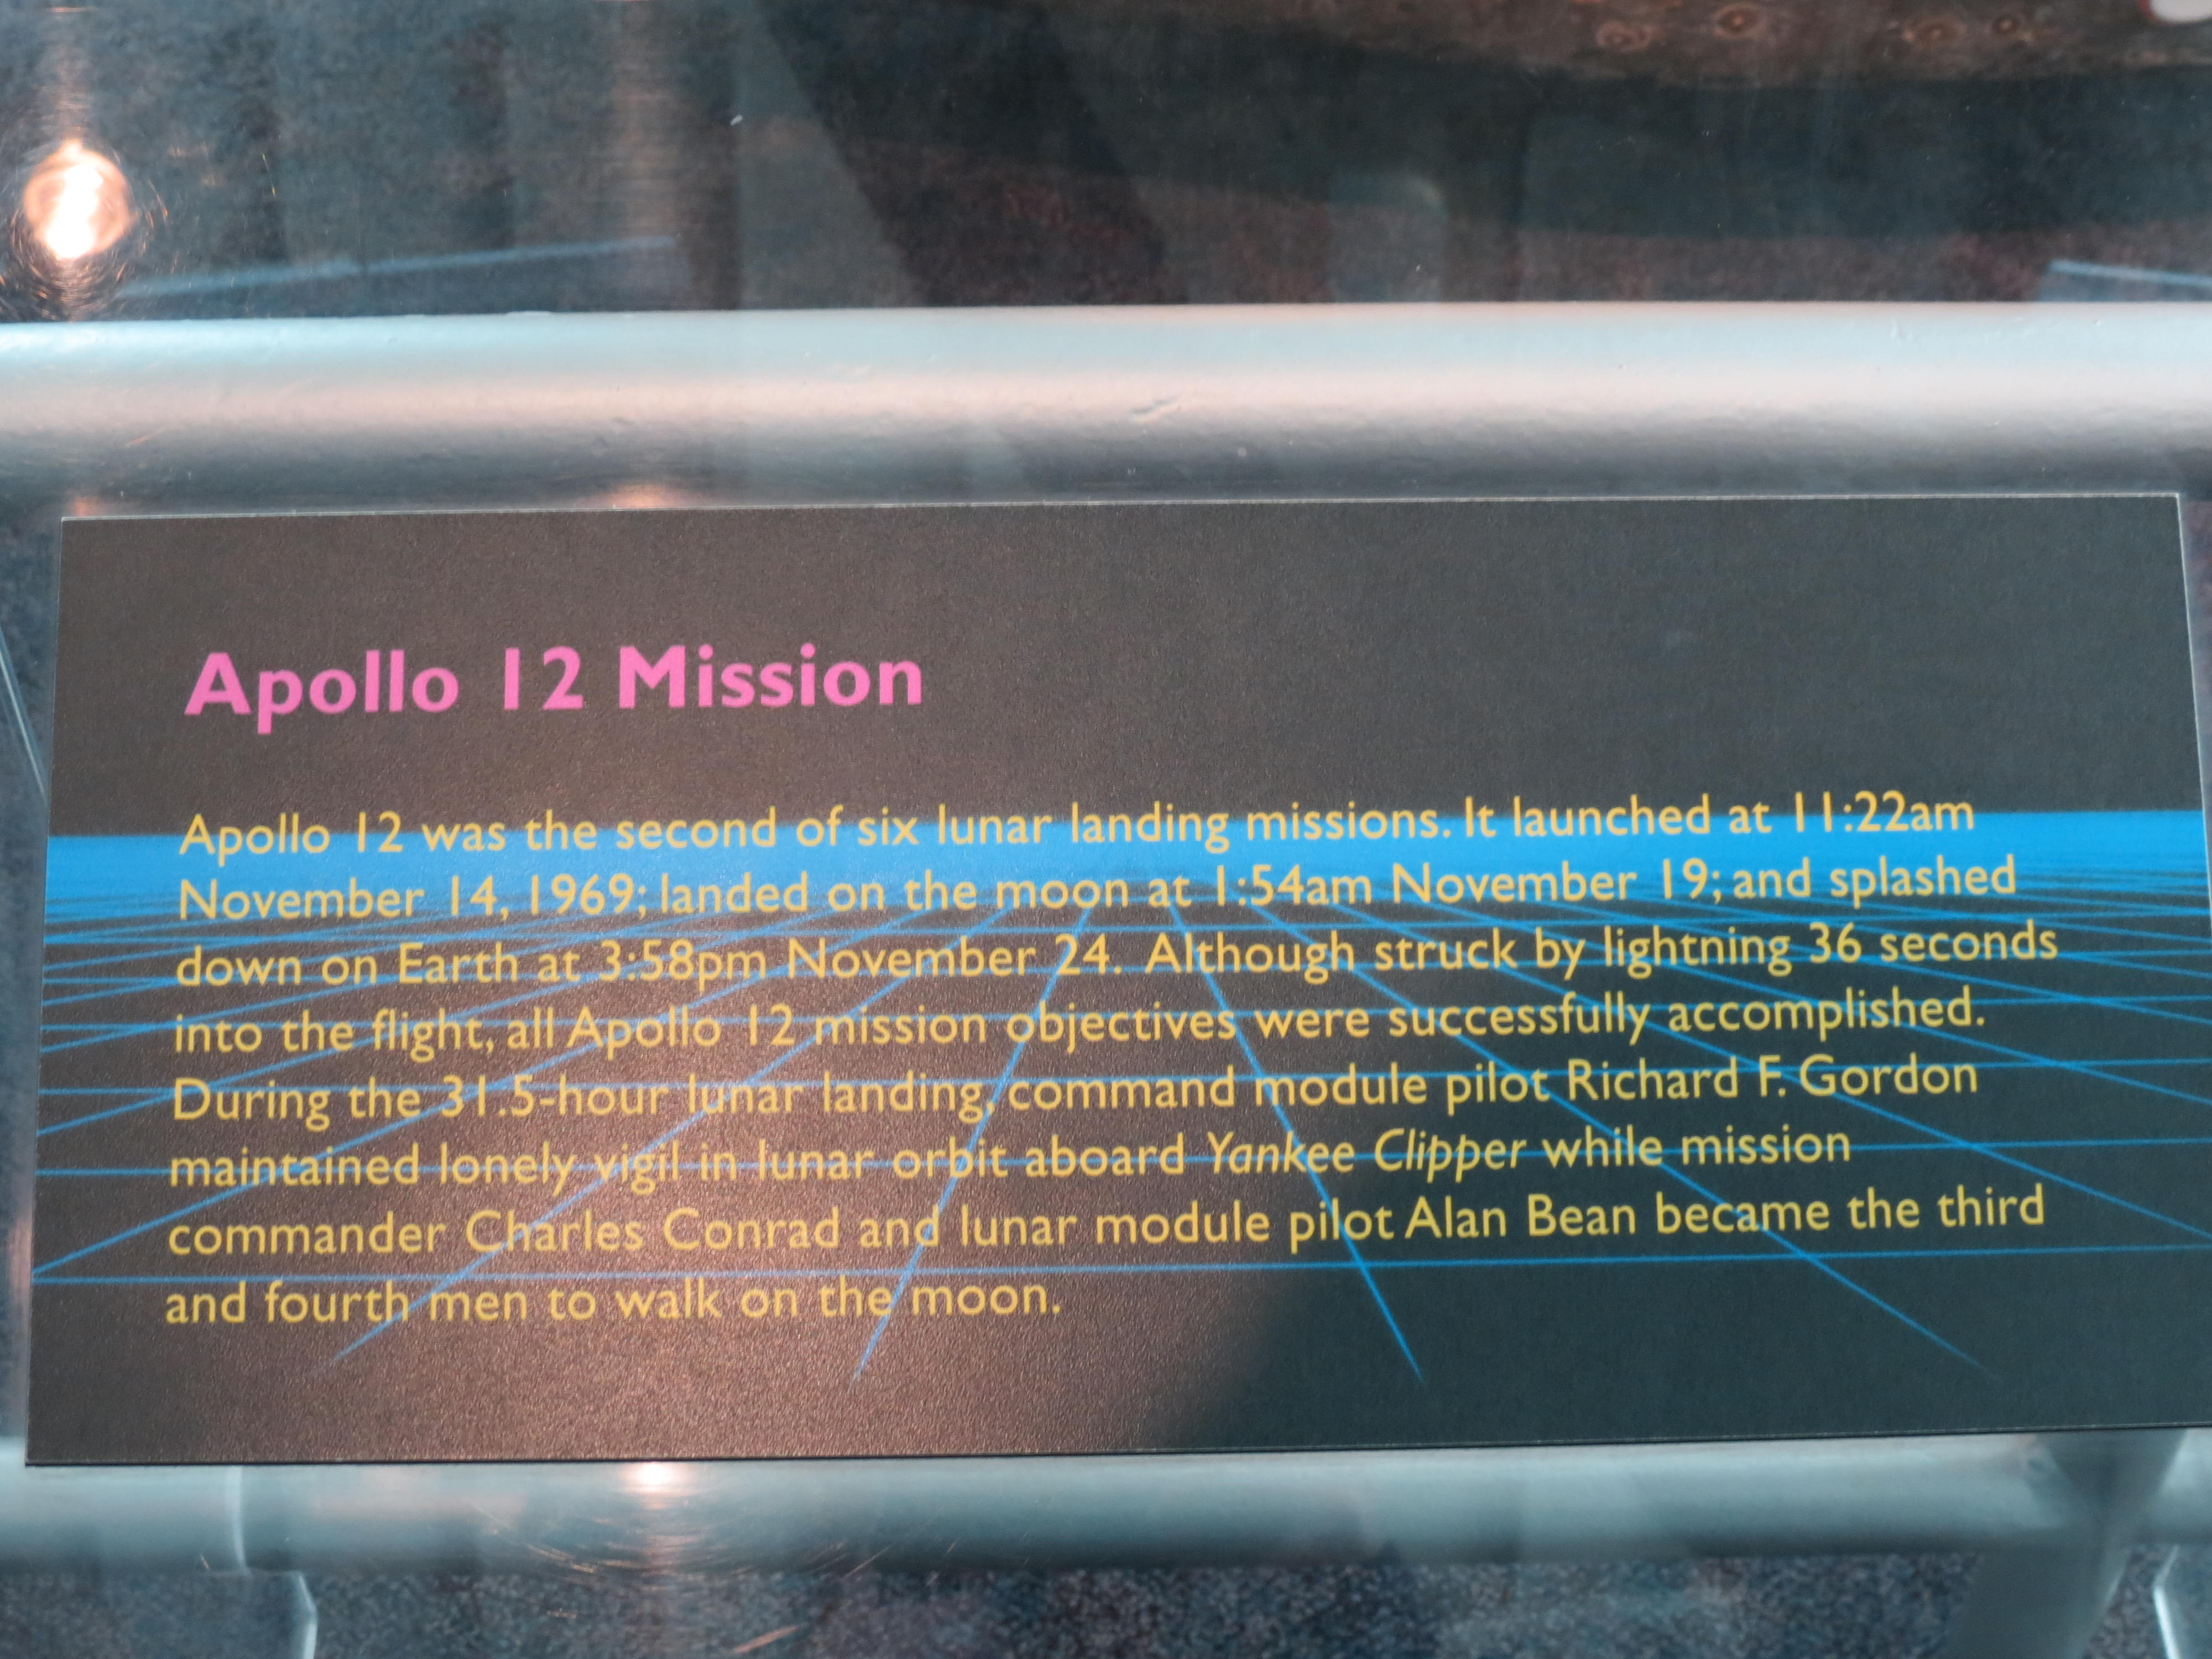 Apollo 12 Mission
Apollo 12 was the second of six lunar landing missions. It launched at 11:22am
November 14, 1969; landed on the moon at 1:54am November 19; and splashed
down on Earth at 3:58pm November 24. Although struck by lightning 36 seconds
into the flight, all Apollo 12 mission objectives were successfully accomplished.
During the 31.5-hour lunar landing, command module pilot Richard F. Gordon
maintained lonely vigil in lunar orbit aboard Yankee Clipper while mission
commander Charles Conrad and lunar module pilot Alan Bean became the third
and fourth men to walk on the moon.